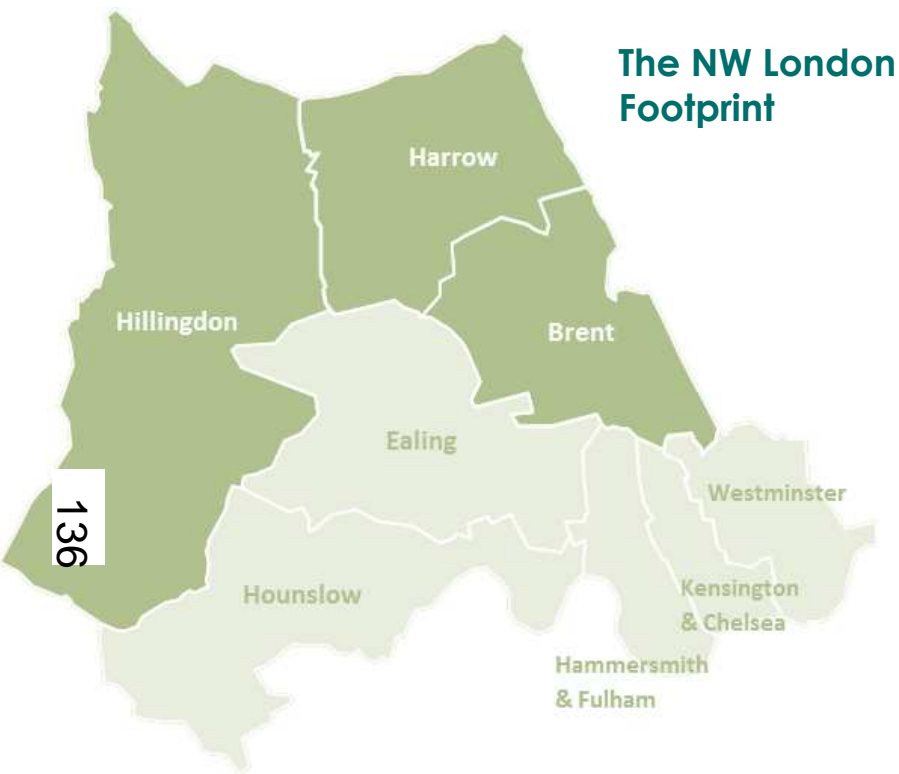 The NW London
Footprint
Harrow
Hillingdon
Brent
Ealing
Westminster
136
Hounslow
Kensington
& Chelsea
Hammersmith
& Fulham